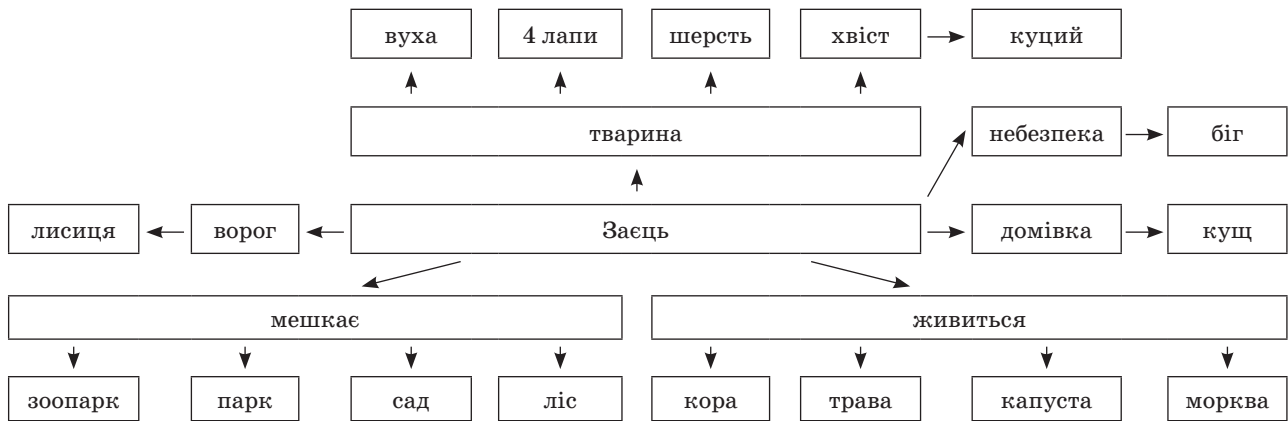 вуха 4 лапи шерсть хвіст куций
тварина небезпека біг
лисиця ворог Заєць домівка кущ
мешкає живиться
зоопарк парк сад ліс кора трава капуста морква